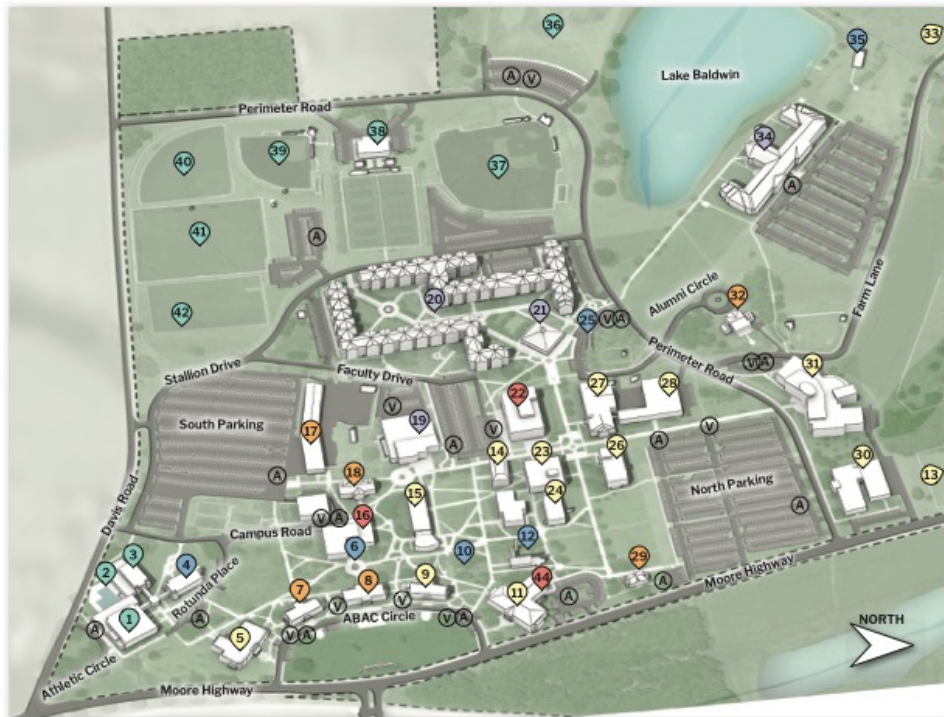 36
35
33
Lake Baldwin
A V
Perimeter Road
38
34
40
39
37
A
41
A
42
20
21
25
V A
Alumni Circle
32
Farm Lane
Perimeter Road
V A
31
Stallion Drive
Faculty Drive
27
28
22
V
19
South Parking
17
A
V
A
V
14
23
26
A
30
13
18
A
North Parking
15
24
A
Davis Road
Campus Road
V A
16
6
10
12
3
2
4
Rotunda Place
29
A
Moore Highway
7
8
9
11
44
A
V
V
1
A
A
5
V A
ABAC Circle
V A
NORTH
Athletic Circle
Moore Highway